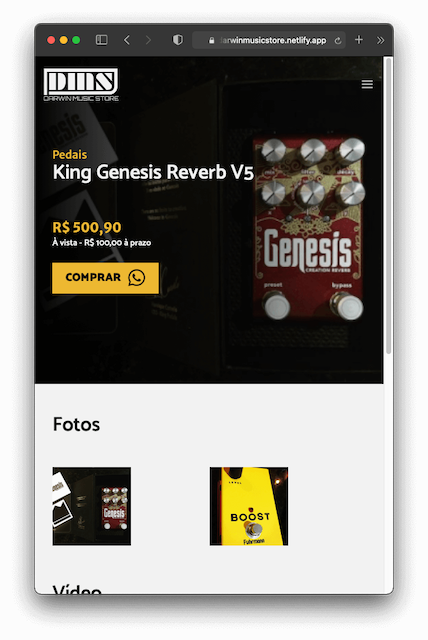 arwinmusicstore.netlify.app
DMS
DARWIN MUSIC STORE
Pedais
King Genesis Reverb V5
R$ 500,90
À vista - R$ 100,00 à prazo
COMPRAR
Genesis
CREATION REVERB
preset
bypass
Fotos
BOOST
Fuhrmann
Vídeo